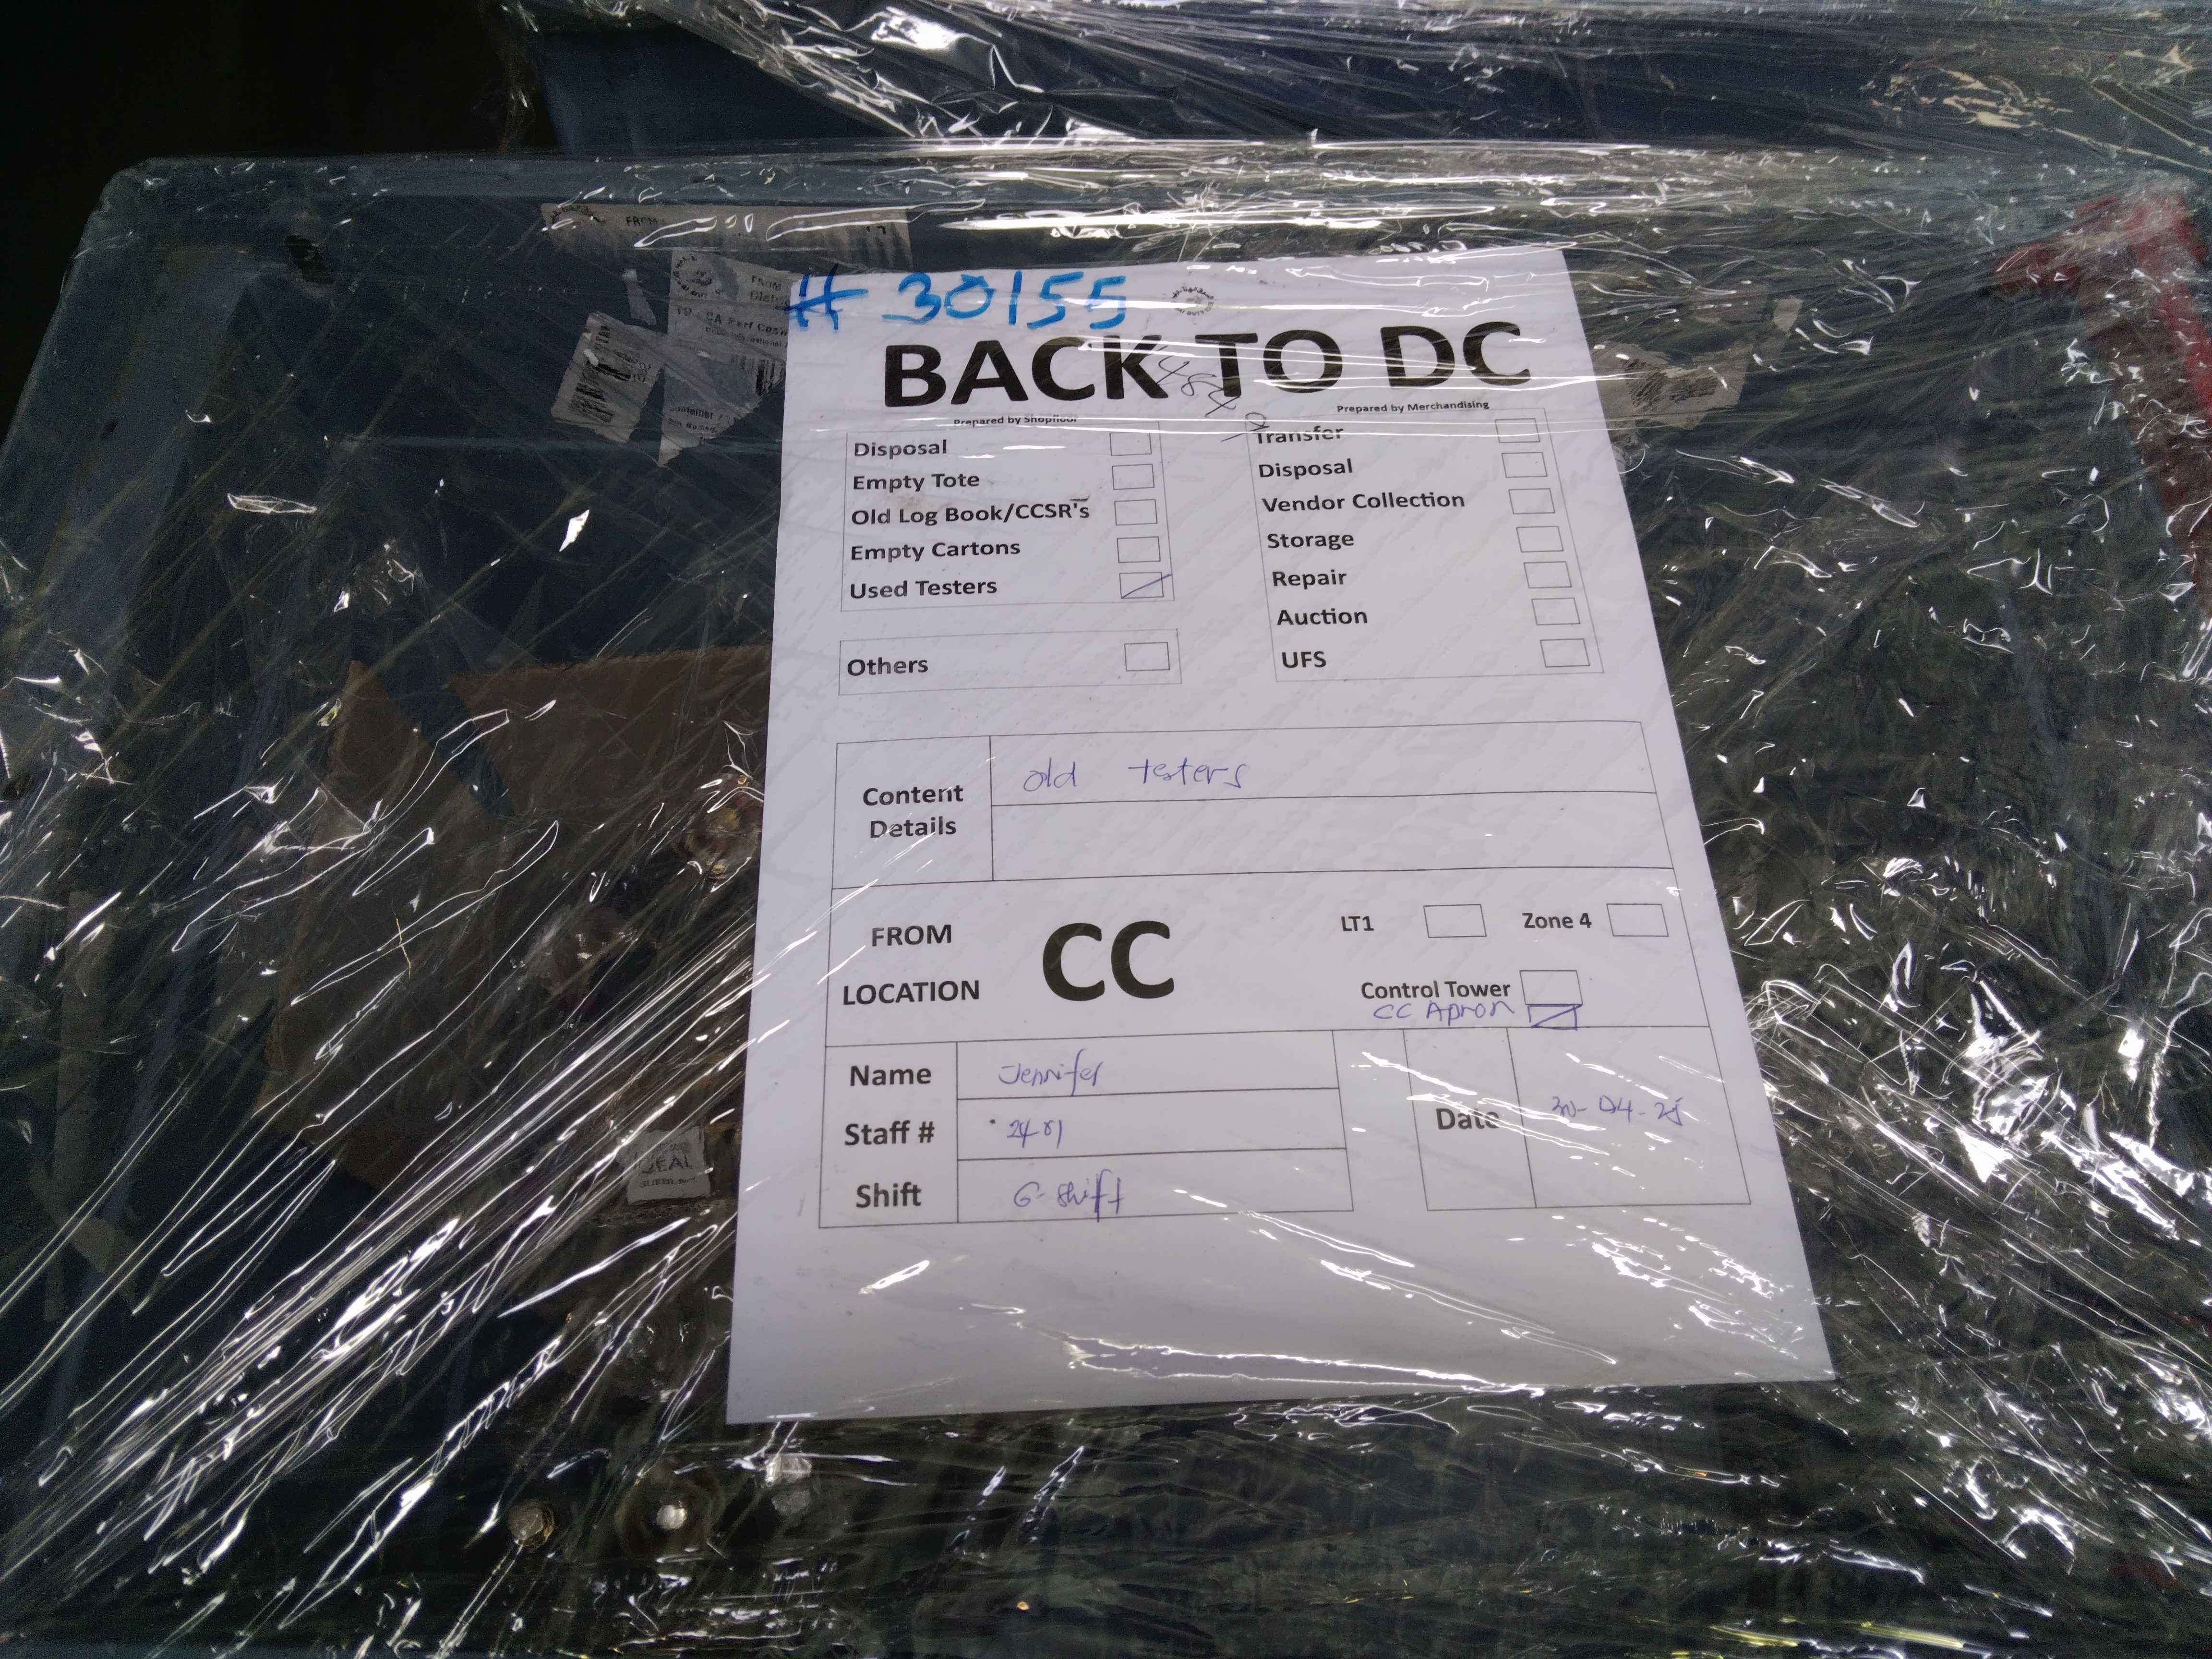 # 30155
BACK TO DC
Prepared by Shopfloor
Disposal
Empty Tote
Old Log Book/CCSR's
Empty Cartons
Used Testers
Others
Prepared by Merchandising
Transfer
Disposal
Vendor Collection
Storage
Repair
Auction
UFS
Content Details
old testers
FROM LOCATION
CC
LT1
Zone 4
Control Tower
CC Apron
Name Jennifer
Staff #
Shift G-Shift
Date 30-04-25
FROM